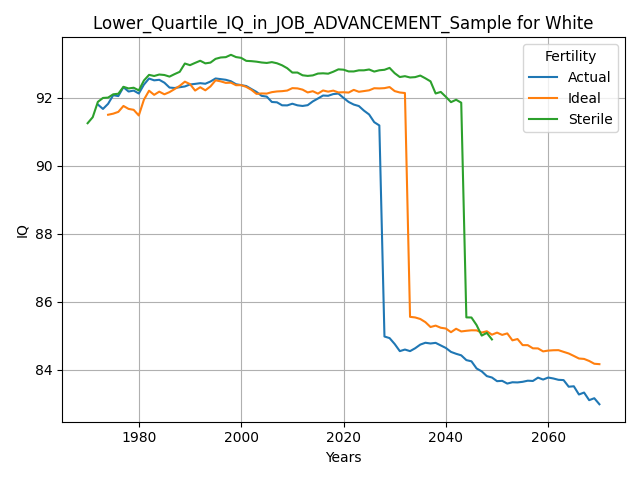 Lower_Quartile_IQ_in_JOB_ADVANCEMENT_Sample for White
Fertility
Actual
Ideal
Sterile
IQ
92
90
88
86
84
1980
2000
2020
2040
2060
Years